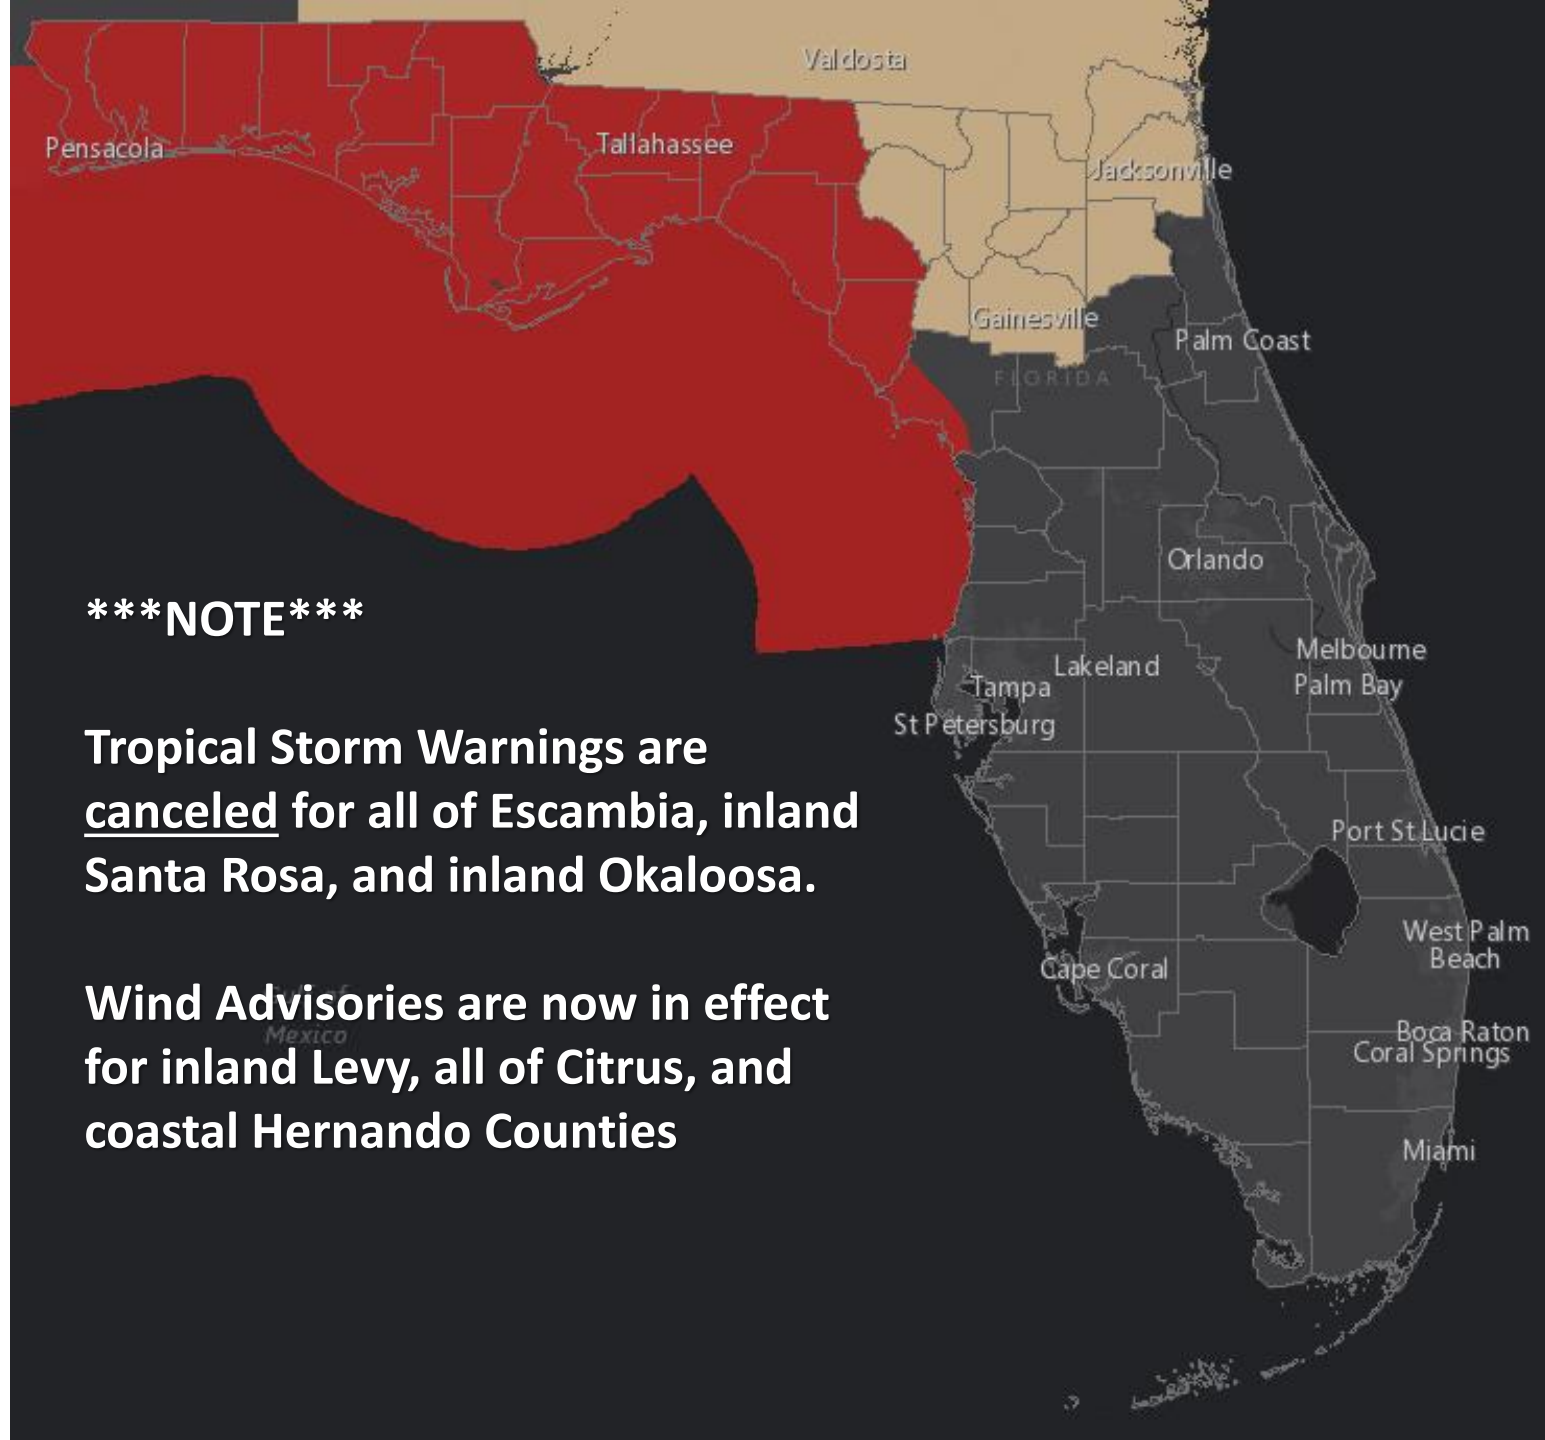 Valdosta
Pensacola
Tallahassee
Jacksonville
Gainesville
Palm Coast
FLORIDA
Orlando
***NOTE***
Melbourne
Lakeland
Palm Bay
Tampa
St Petersburg
Tropical Storm Warnings are
canceled for all of Escambia, inland
Santa Rosa, and inland Okaloosa.
Port St Lucie
West Palm
Beach
Cape Coral
Gulf of
Mexico
Wind Advisories are now in effect
for inland Levy, all of Citrus, and
coastal Hernando Counties
Boca Raton
Coral Springs
Miami